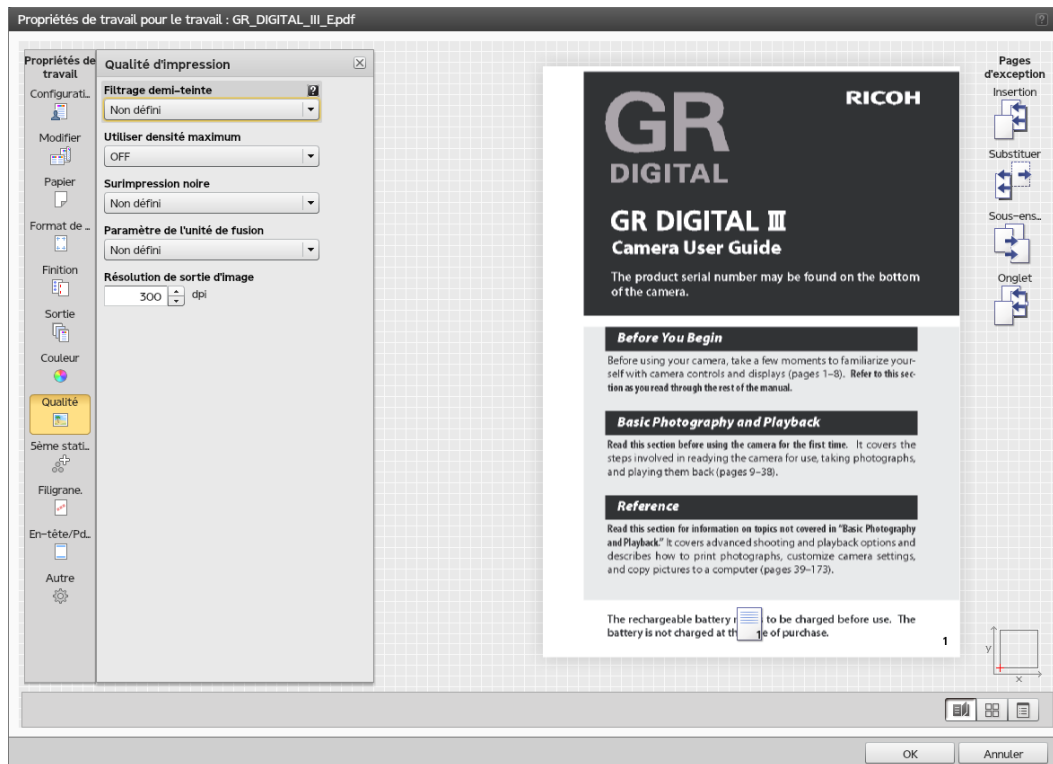 Propriétés de travail pour le travail : GR_DIGITAL_III_E.pdf
?
Propriétés de
travail
Configurati...
Modifier
Papier
Format de ...
Finition
Sortie
Couleur
Qualité
5ème stati...
Filigrane.
En-tête/Pd...
Autre
Qualité d'impression
Filtrage demi-teinte
?
Non défini
Utiliser densité maximum
OFF
Surimpression noire
Non défini
Paramètre de l'unité de fusion
Non défini
Résolution de sortie d'image
300 dpi
RICOH
GR
DIGITAL
GR DIGITAL III
Camera User Guide
The product serial number may be found on the bottom
of the camera.
Before You Begin
Before using your camera, take a few moments to familiarize your-
self with camera controls and displays (pages 1–8). Refer to this sec-
tion as you read through the rest of the manual.
Basic Photography and Playback
Read this section before using the camera for the first time. It covers the
steps involved in readying the camera for use, taking photographs,
and playing them back (pages 9–38).
Reference
Read this section for information on topics not covered in "Basic Photography
and Playback." It covers advanced shooting and playback options and
describes how to print photographs, customize camera settings,
and copy pictures to a computer (pages 39–173).
The rechargeable battery to be charged before use. The
battery is not charged at of purchase.
1
1
Pages
d'exception
Insertion
Substituer
Sous-ens...
Onglet
y
x
OK
Annuler